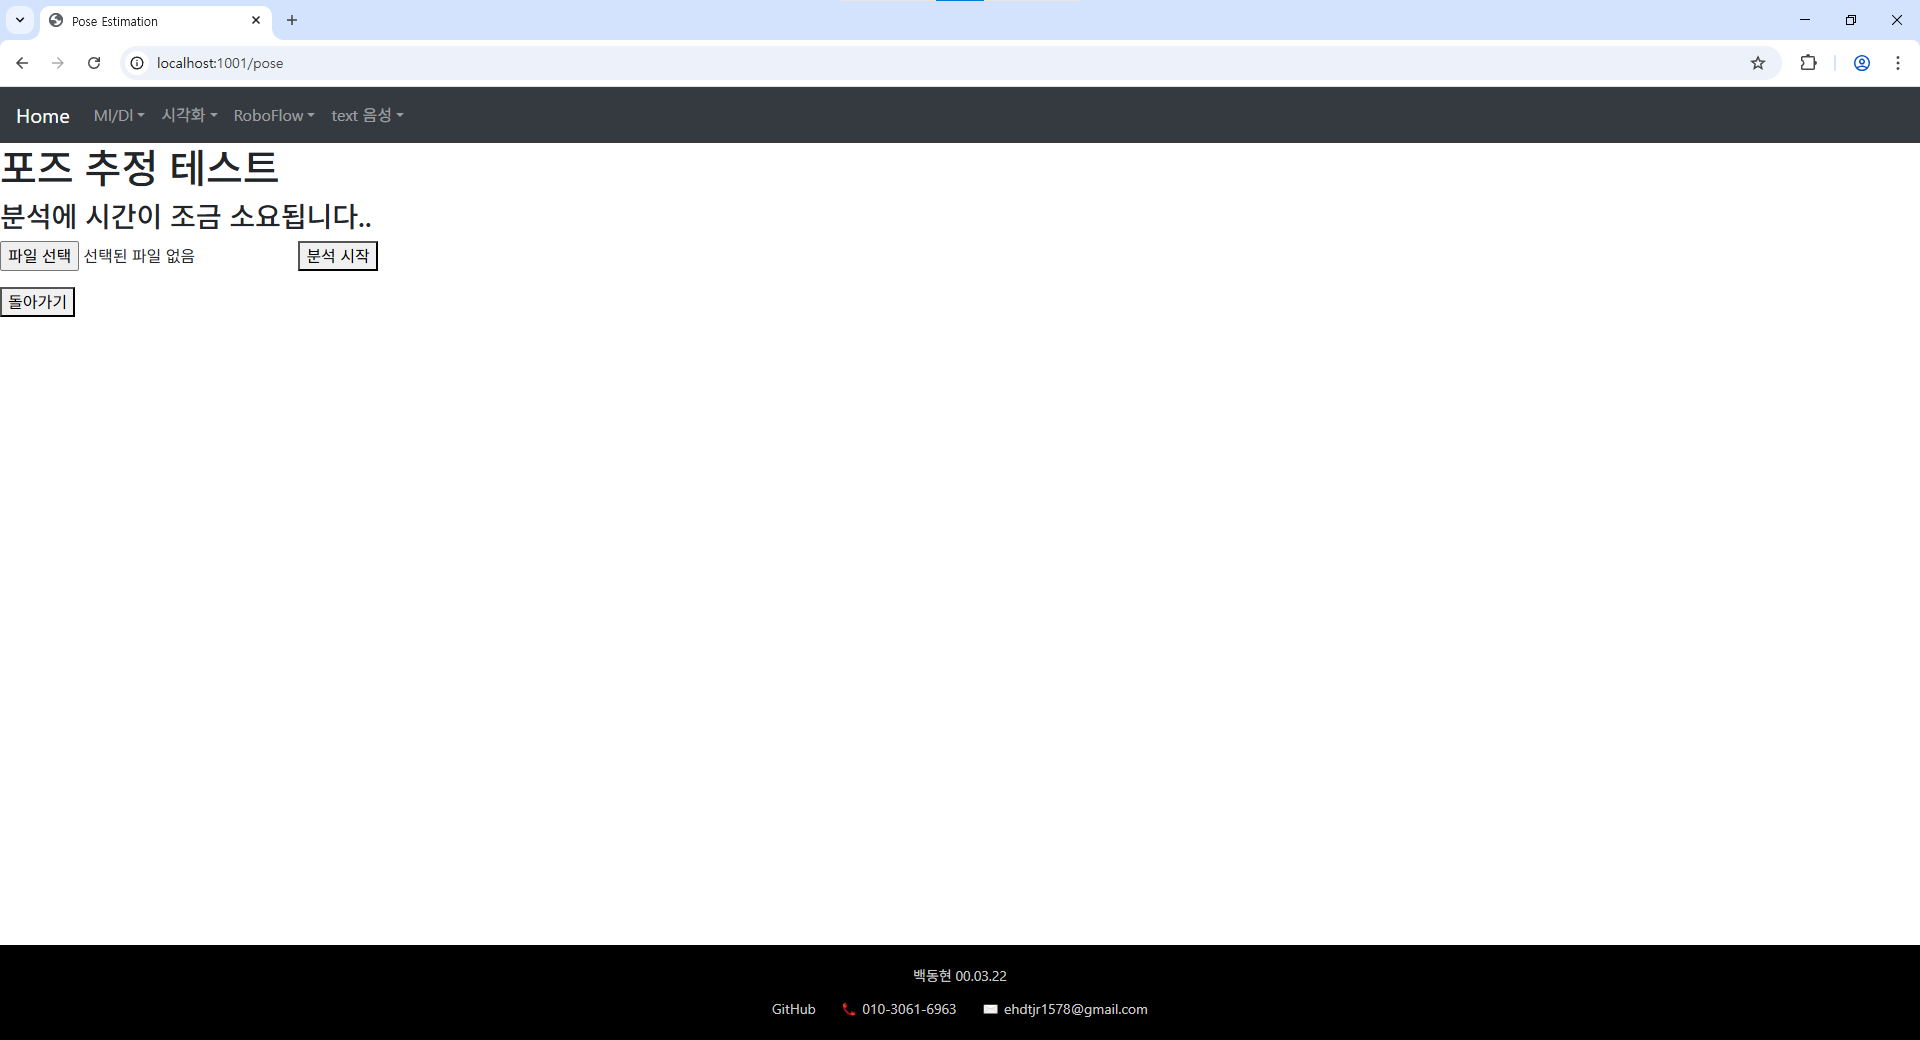 Pose Estimation
localhost:1001/pose
Home Ml/Dl 시각화 RoboFlow text 음성
포즈 추정 테스트
분석에 시간이 조금 소요됩니다..
파일 선택 선택된 파일 없음 분석 시작
돌아가기
백동현 00.03.22
GitHub 010-3061-6963 ehdtjr1578@gmail.com